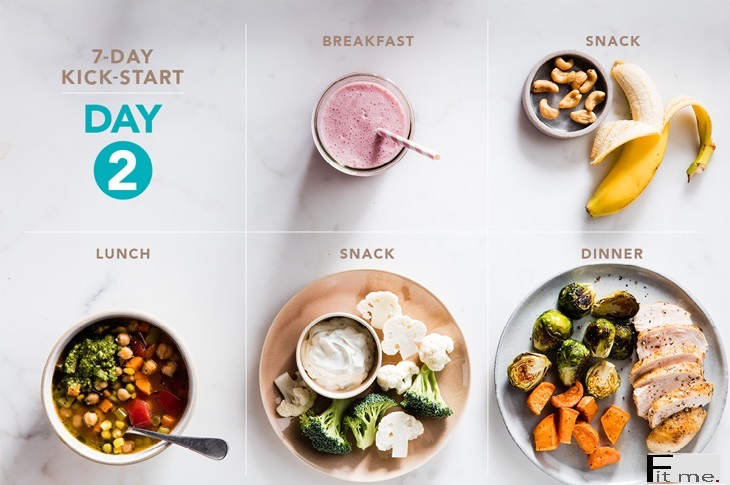 7-DAY
KICK-START
DAY
2
BREAKFAST
SNACK
LUNCH
SNACK
DINNER
Fit me.